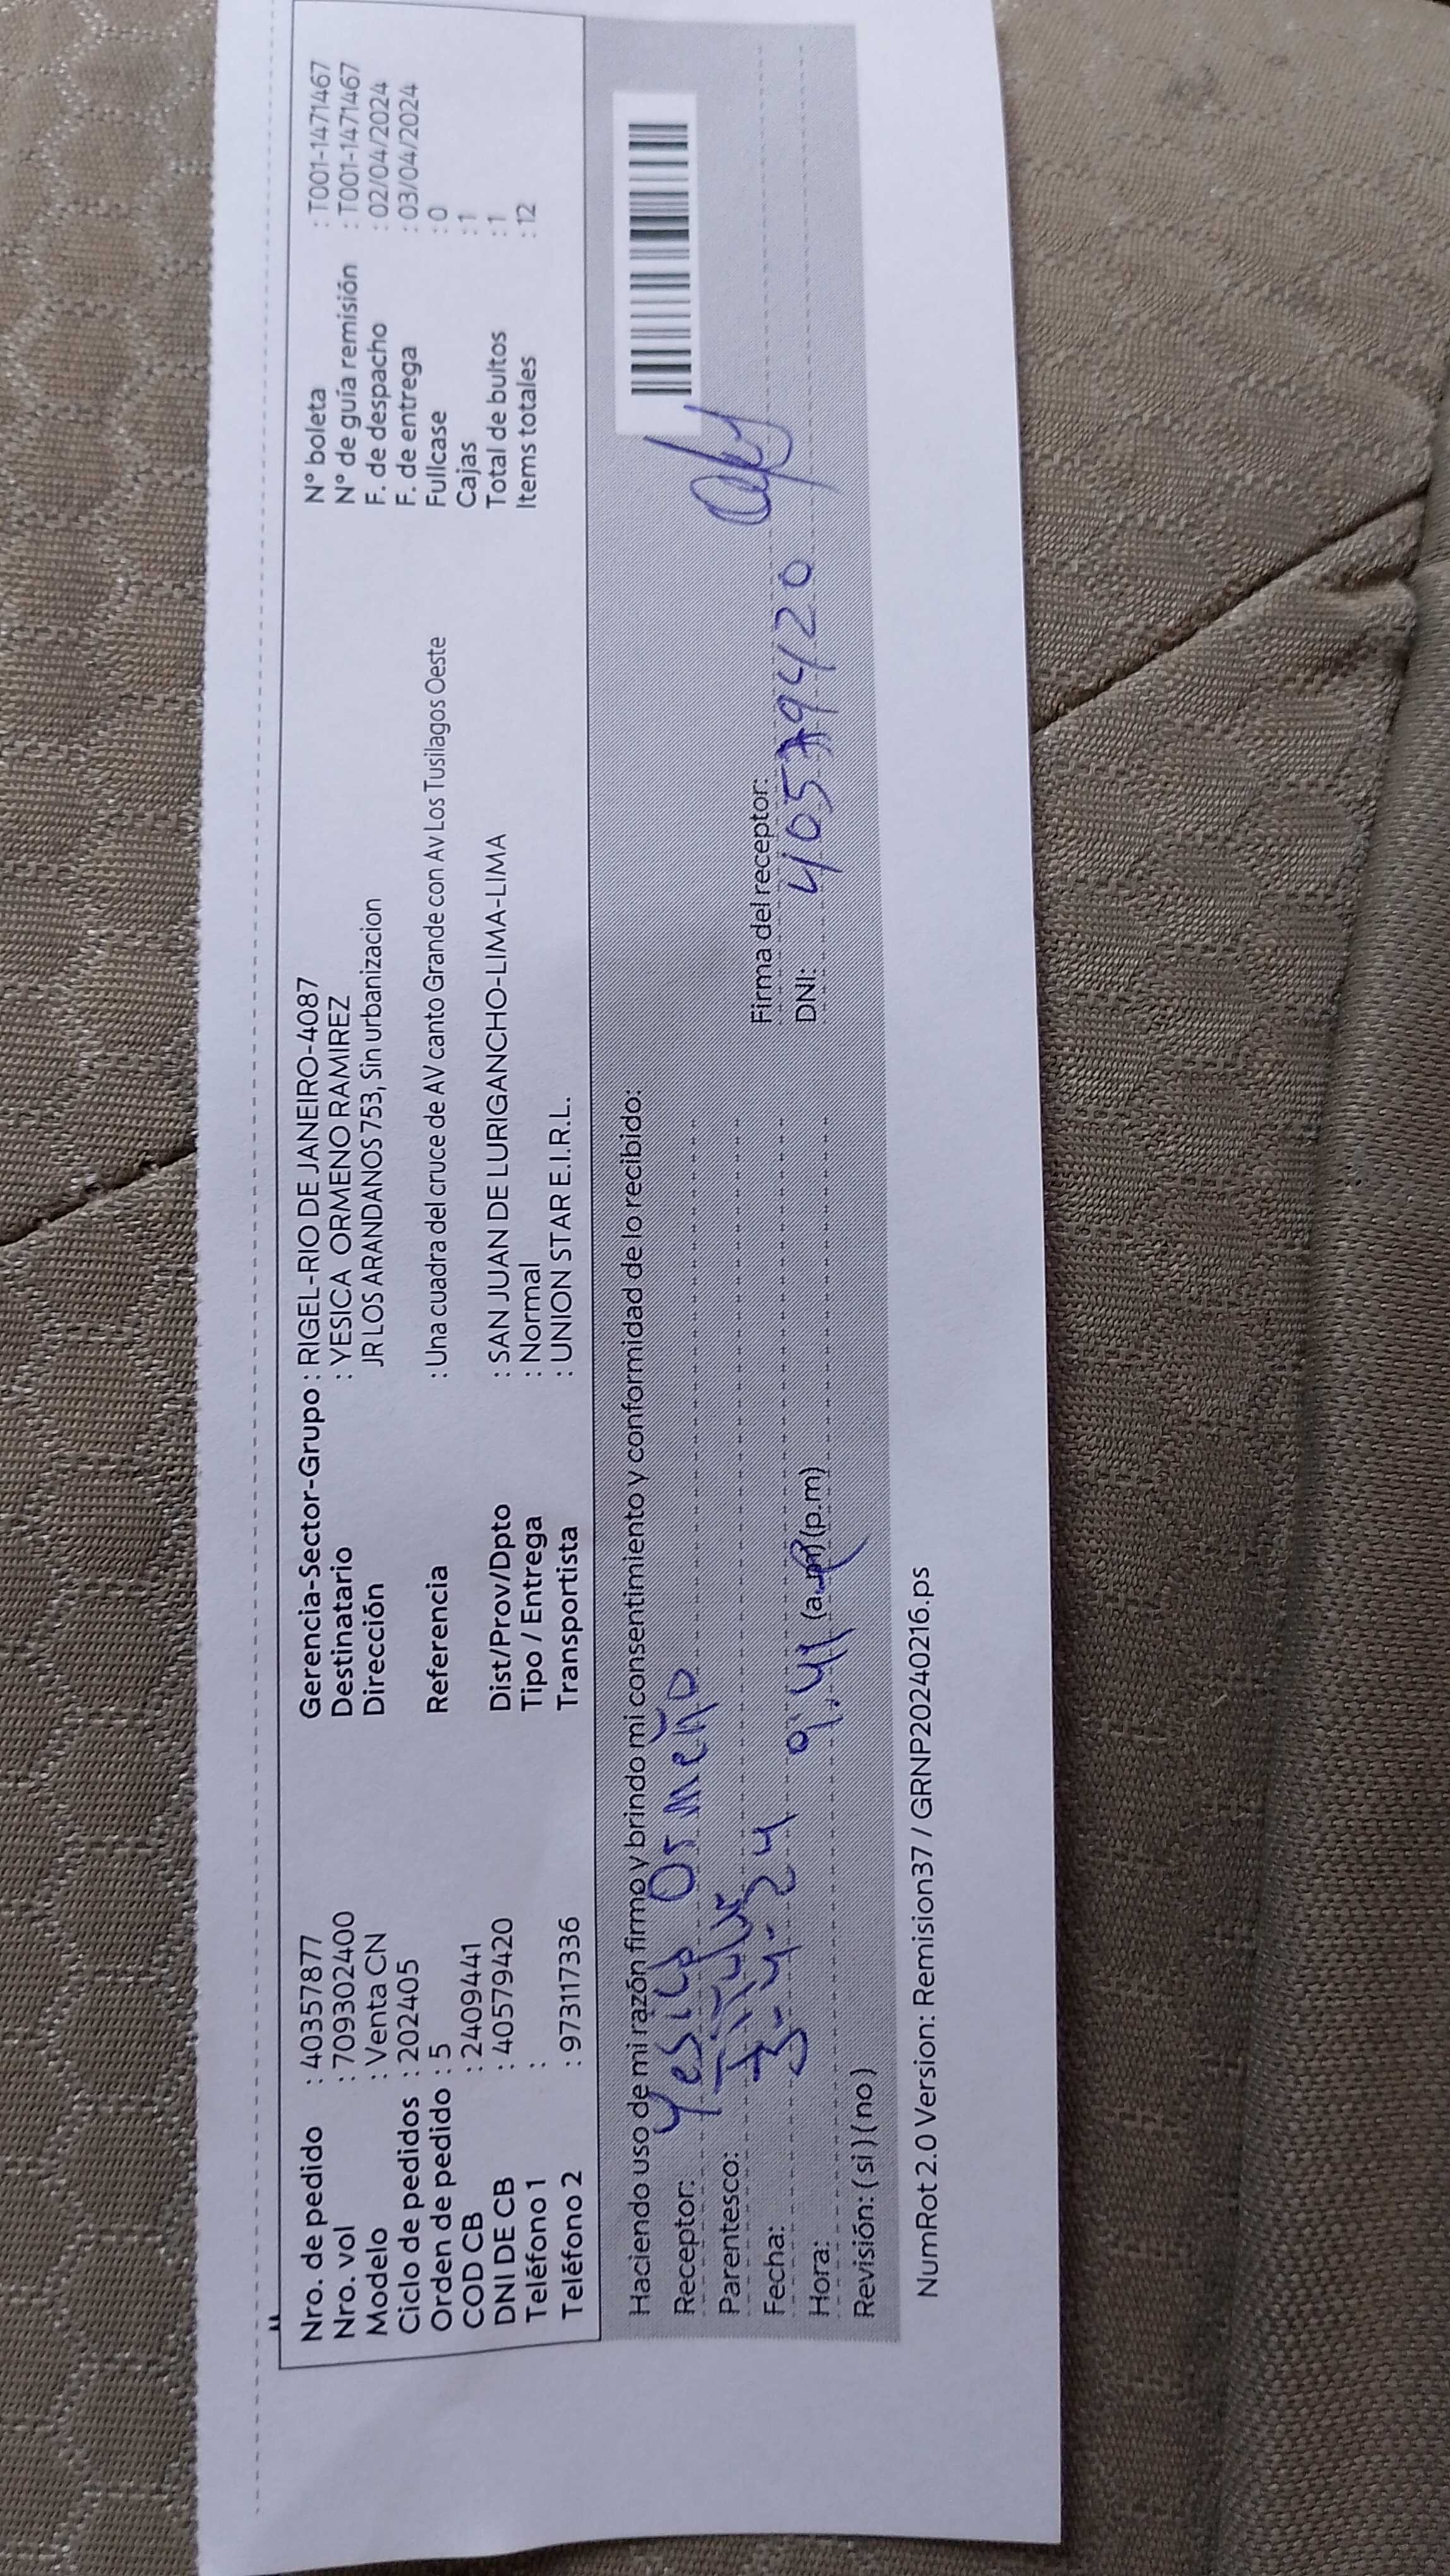 Nro. de pedido : 40357877
Nro. vol : 709302400
Modelo : Venta CN
Ciclo de pedidos : 202405
Orden de pedido : 5
COD CB : 2409441
DNI DE CB : 40579420
Teléfono 1 :
Teléfono 2 : 973117336
Gerencia-Sector-Grupo : RIGEL-RIO DE JANEIRO-4087
Destinatario : YESICA ORMENO RAMIREZ
Dirección JR LOS ARANDANOS 753, Sin urbanizacion
Referencia : Una cuadra del cruce de AV canto Grande con Av Los Tusilagos Oeste
Dist/Prov/Dpto : SAN JUAN DE LURIGANCHO-LIMA-LIMA
Tipo / Entrega : Normal
Transportista : UNION STAR E.I.R.L.
N° boleta : T001-1471467
N° de guía remisión : T001-1471467
F. de despacho : 02/04/2024
F. de entrega : 03/04/2024
Fullcase : 0
Cajas : 1
Total de bultos : 1
Items totales : 12
Haciendo uso de mi razón firmo y brindo mi consentimiento y conformidad de lo recibido:
Receptor: Yesica Ormeño
Parentesco:
Fecha: 3-4-24
Hora: 9:41 (a.m) (p.m)
Revisión: ( si ) ( no )
Firma del receptor:
DNI: 40579420
NumRot 2.0 Version: Remision37 / GRNP20240216.ps